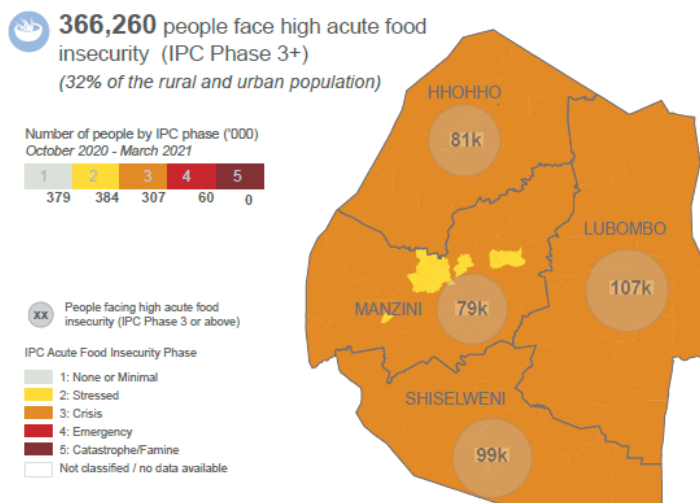 366,260 people face high acute food
insecurity (IPC Phase 3+)
(32% of the rural and urban population)
Number of people by IPC phase ('000)
October 2020 - March 2021
1 2 3 4 5
379 384 307 60 0
xx People facing high acute food
insecurity (IPC Phase 3 or above)
IPC Acute Food Insecurity Phase
1: None or Minimal
2: Stressed
3: Crisis
4: Emergency
5: Catastrophe/Famine
Not classified / no data available
HHOHHO
81k
LUBOMBO
107k
MANZINI
79k
SHISELWENI
99k